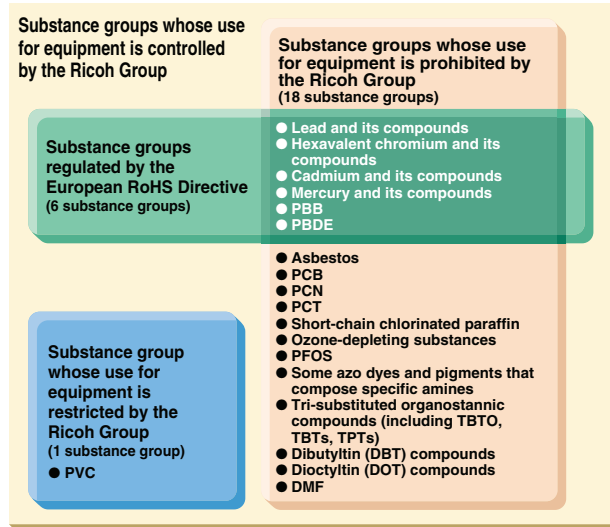 Substance groups whose use
for equipment is controlled
by the Ricoh Group
Substance groups whose use
for equipment is prohibited by
the Ricoh Group
(18 substance groups)
Substance groups
regulated by the
European RoHS Directive
(6 substance groups)
● Lead and its compounds
● Hexavalent chromium and its
compounds
● Cadmium and its compounds
● Mercury and its compounds
● PBB
● PBDE
● Asbestos
● PCB
● PCN
● PCT
● Short-chain chlorinated paraffin
● Ozone-depleting substances
● PFOS
● Some azo dyes and pigments that
compose specific amines
● Tri-substituted organostannic
compounds (including TBTO,
TBTs, TPTs)
● Dibutyltin (DBT) compounds
● Dioctyltin (DOT) compounds
● DMF
Substance group
whose use for
equipment is
restricted by the
Ricoh Group
(1 substance group)
● PVC